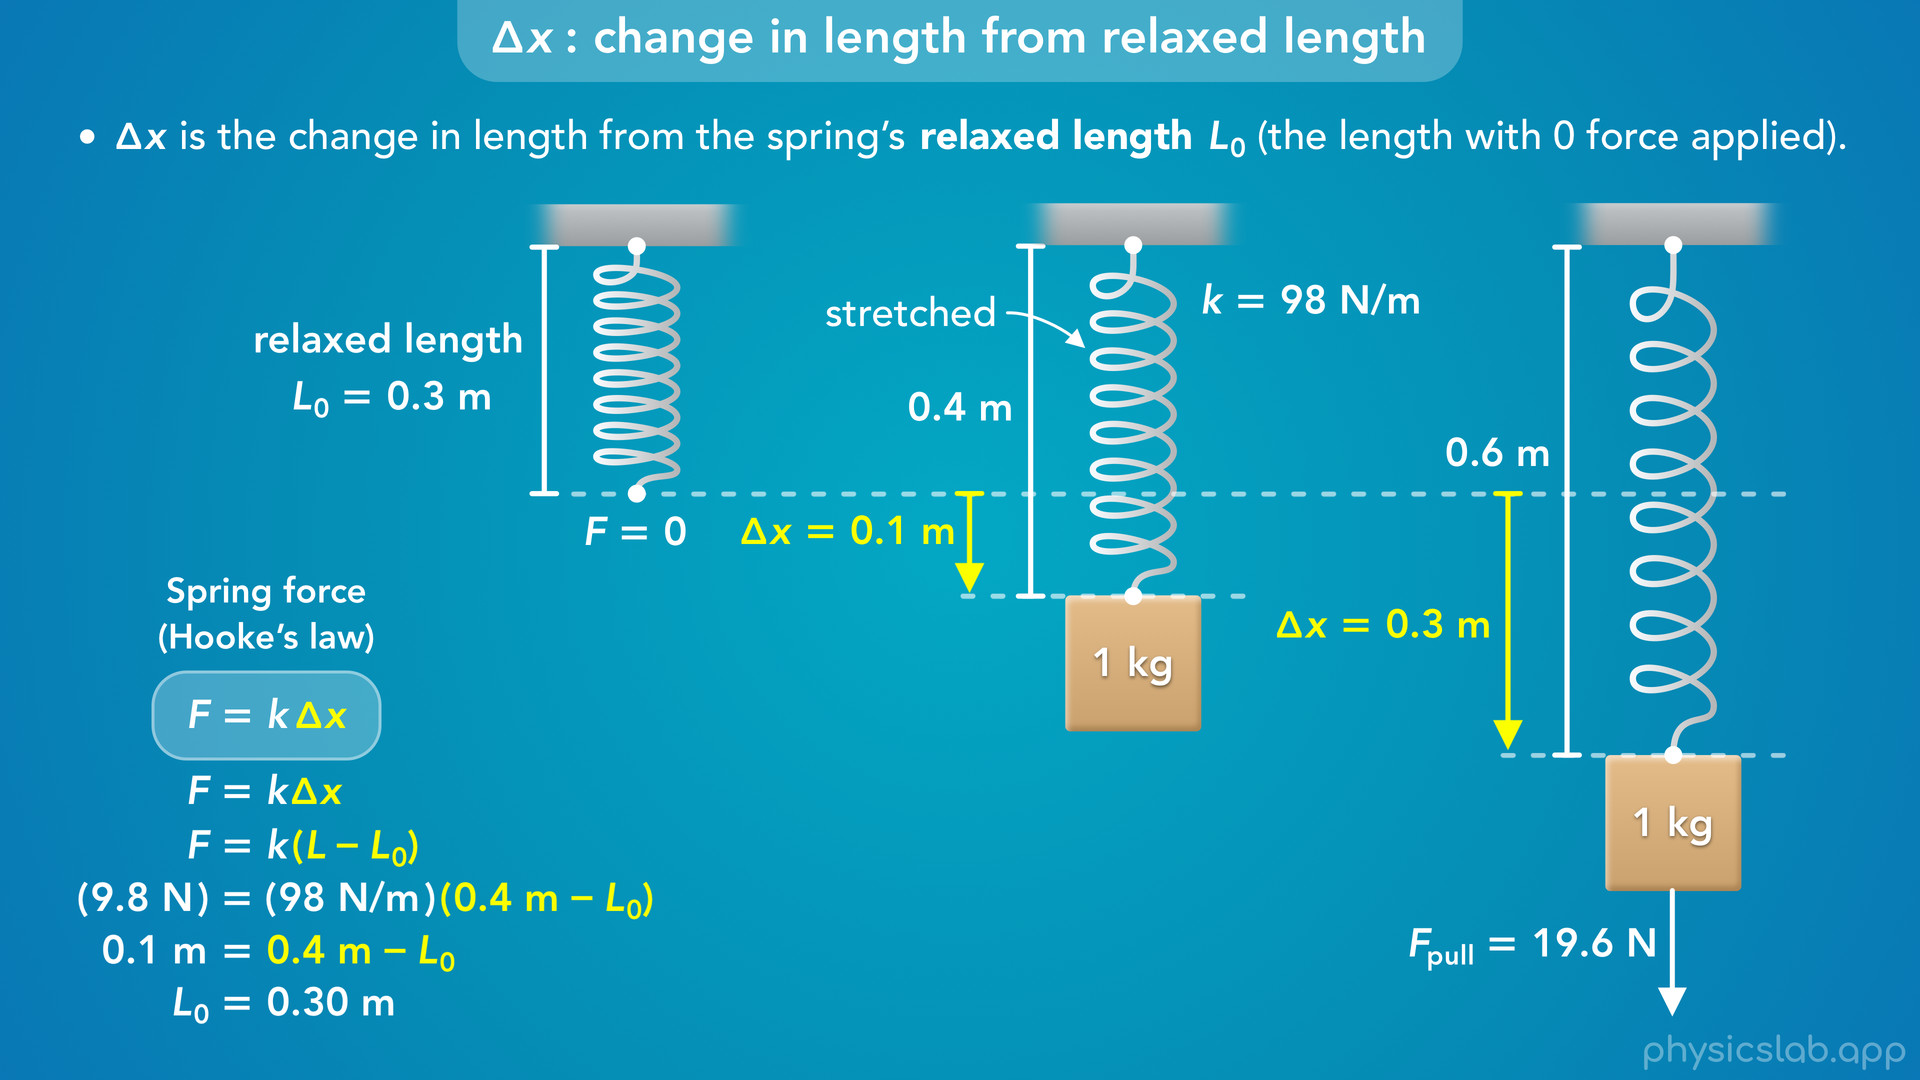 Δx : change in length from relaxed length
• Δx is the change in length from the spring’s relaxed length L₀ (the length with 0 force applied).
relaxed length
L₀ = 0.3 m
F = 0
stretched
k = 98 N/m
0.4 m
Δx = 0.1 m
1 kg
0.6 m
Δx = 0.3 m
1 kg
F_pull = 19.6 N
Spring force
(Hooke’s law)
F = kΔx
F = kΔx
F = k(L − L₀)
(9.8 N) = (98 N/m)(0.4 m − L₀)
0.1 m = 0.4 m − L₀
L₀ = 0.30 m
physicslab.app